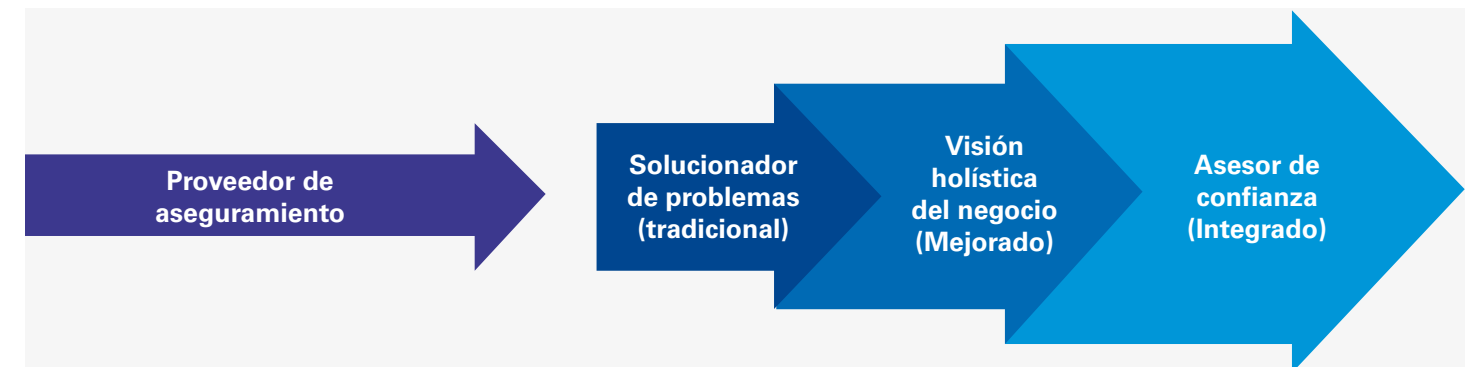 Proveedor de
aseguramiento
Solucionador
de problemas
(tradicional)
Visión
holística
del negocio
(Mejorado)
Asesor de
confianza
(Integrado)